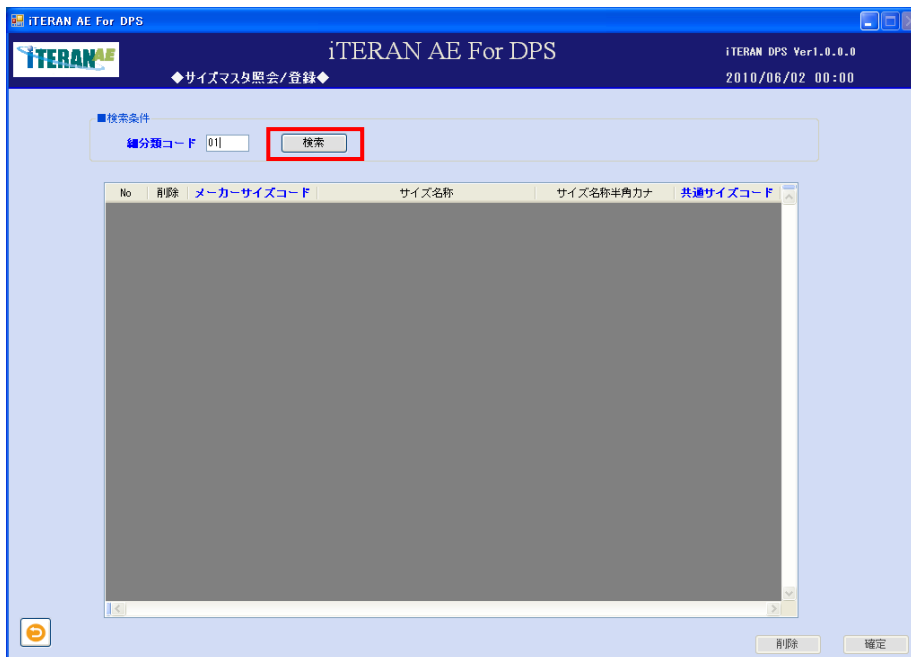 iTERAN AE For DPS
iTERANAE
iTERAN AE For DPS
iTERAN DPS Ver1.0.0.0
◆サイズマスタ照会/登録◆
2010/06/02 00:00
■検索条件
細分類コード 01 検索
No 削除 メーカーサイズコード サイズ名称 サイズ名称半角カナ 共通サイズコード
削除 確定